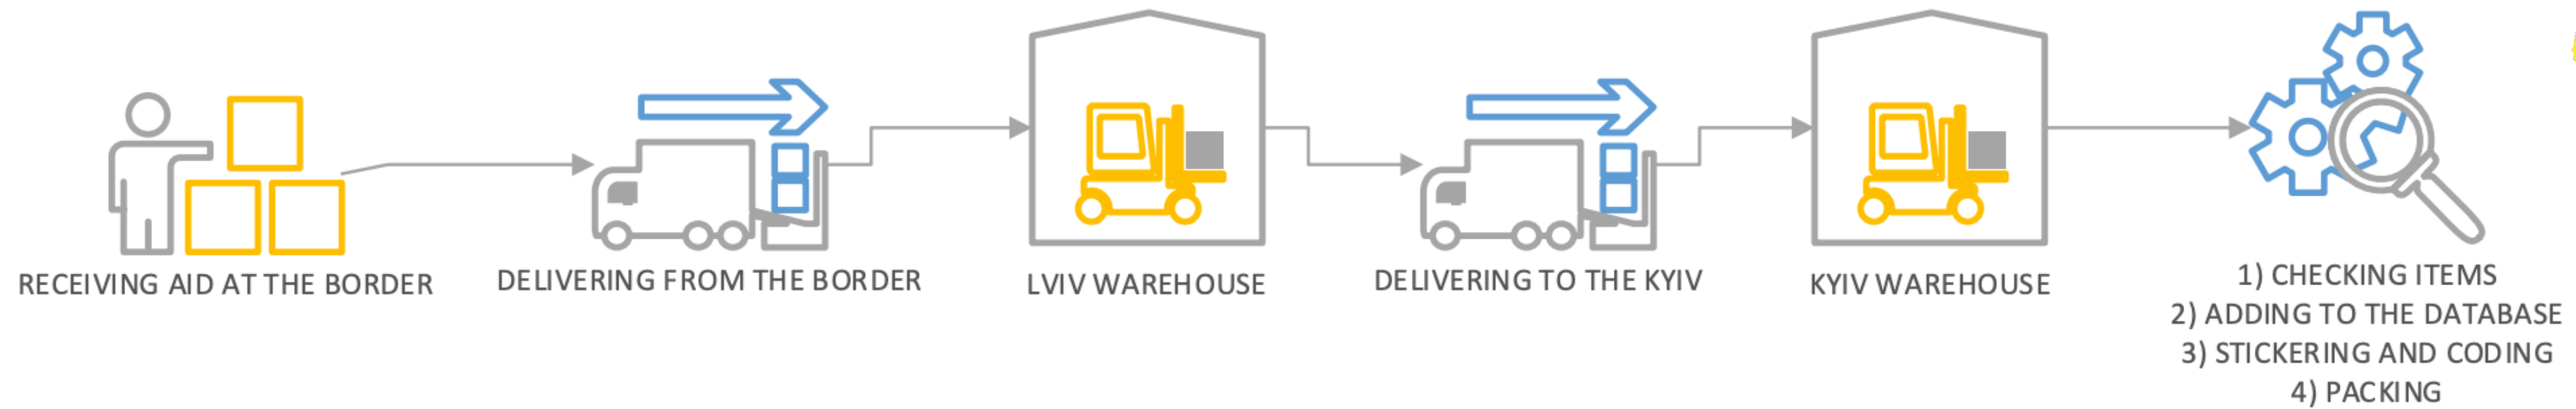 RECEIVING AID AT THE BORDER
DELIVERING FROM THE BORDER
LVIV WAREHOUSE
DELIVERING TO THE KYIV
KYIV WAREHOUSE
1) CHECKING ITEMS
2) ADDING TO THE DATABASE
3) STICKERING AND CODING
4) PACKING